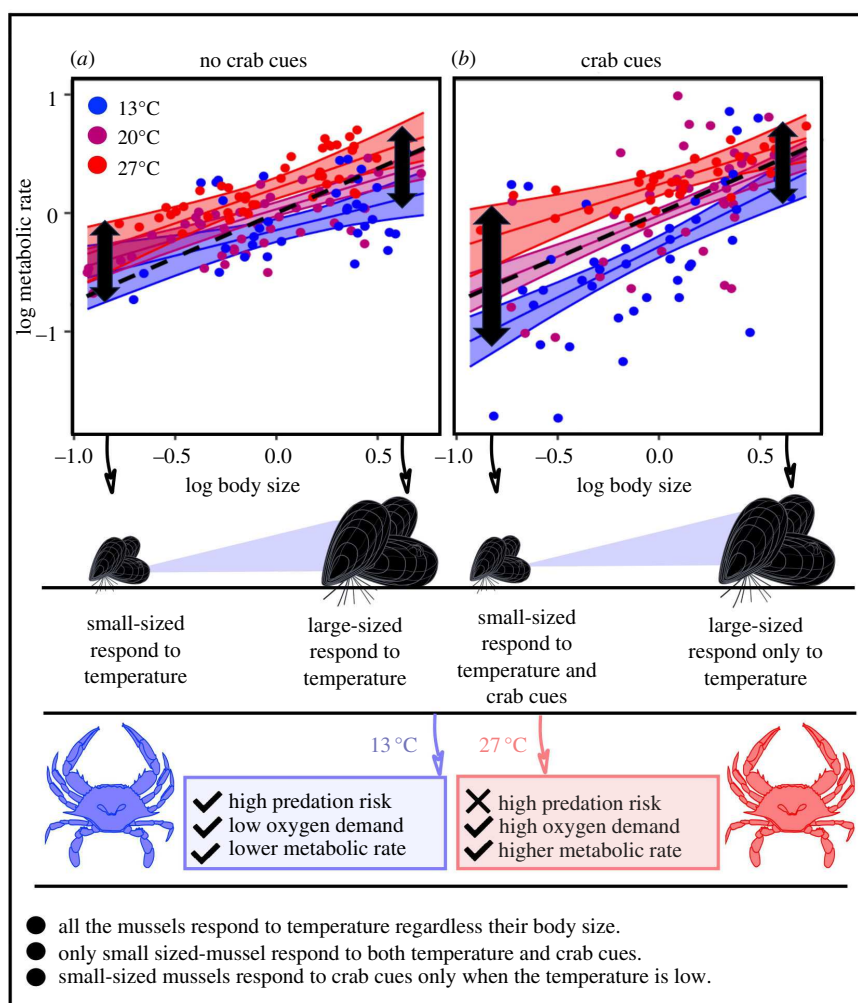 (a) no crab cues
(b) crab cues
13°C
20°C
27°C
log metabolic rate
1
0
−1
−1.0 −0.5 0.0 0.5
−1.0 −0.5 0.0 0.5
log body size
log body size
small-sized
respond to
temperature
large-sized
respond to
temperature
small-sized
respond to
temperature and
crab cues
large-sized
respond only to
temperature
13 °C
27 °C
high predation risk
low oxygen demand
lower metabolic rate
high predation risk
high oxygen demand
higher metabolic rate
all the mussels respond to temperature regardless their body size.
only small sized-mussel respond to both temperature and crab cues.
small-sized mussels respond to crab cues only when the temperature is low.